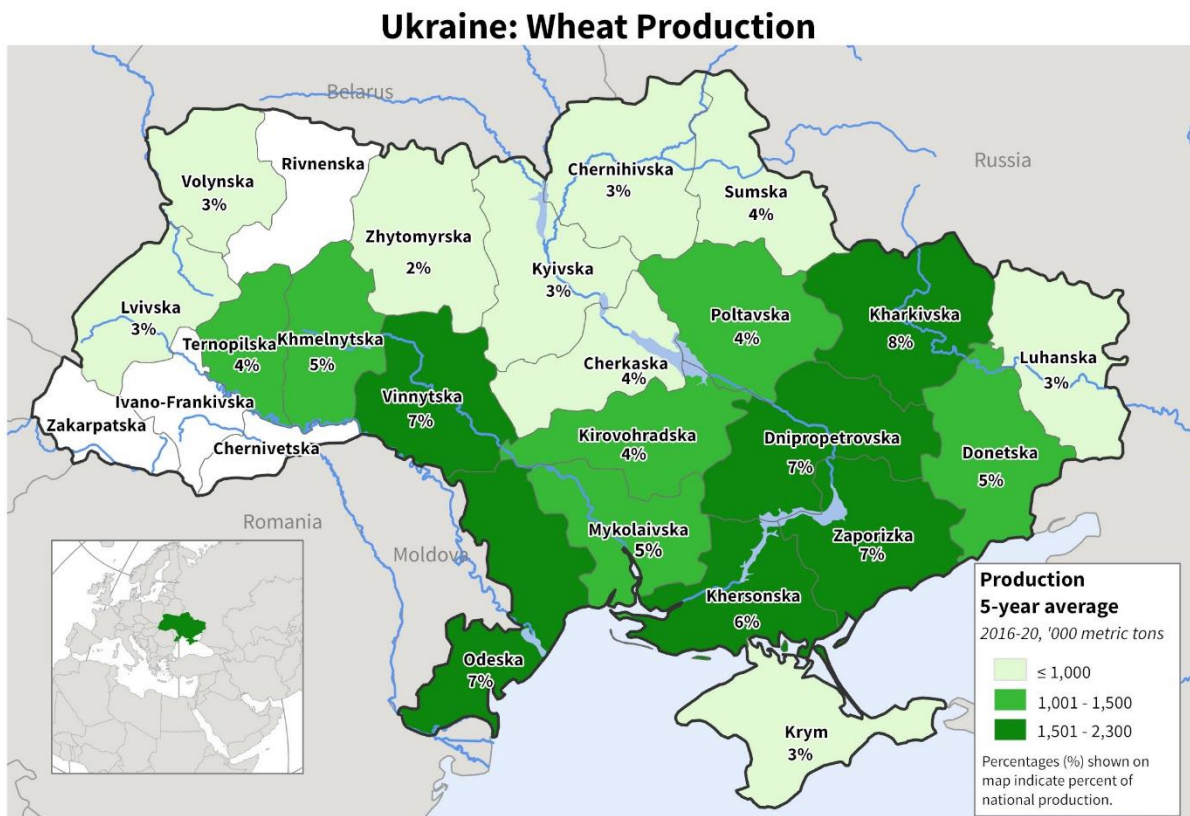 Ukraine: Wheat Production
Belarus
Russia
Rivnenska
Volynska
3%
Chernihivska
3%
Sumska
4%
Zhytomyrska
2%
Kyivska
3%
Lvivska
3%
Ternopilska
4%
Khmelnytska
5%
Poltavska
4%
Kharkivska
8%
Cherkaska
4%
Luhanska
3%
Vinnytska
7%
Ivano-Frankivska
Zakarpatska
Chernivetska
Kirovohradska
4%
Dnipropetrovska
7%
Donetska
5%
Romania
Moldova
Mykolaivska
5%
Zaporizka
7%
Khersonska
6%
Odeska
7%
Krym
3%
Production
5-year average
2016-20, '000 metric tons
≤ 1,000
1,001 - 1,500
1,501 - 2,300
Percentages (%) shown on
map indicate percent of
national production.